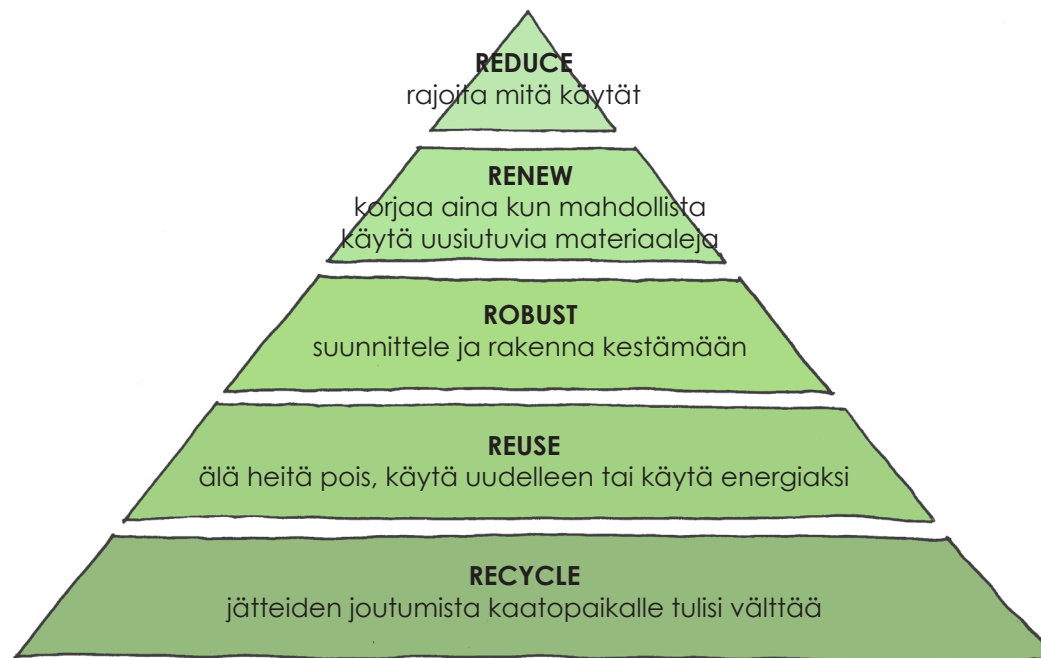 REDUCE
rajoita mitä käytät
RENEW
korjaa aina kun mahdollista
käytä uusiutuvia materiaaleja
ROBUST
suunnittele ja rakenna kestämään
REUSE
älä heitä pois, käytä uudelleen tai käytä energiaksi
RECYCLE
jätteiden joutumista kaatopaikalle tulisi välttää